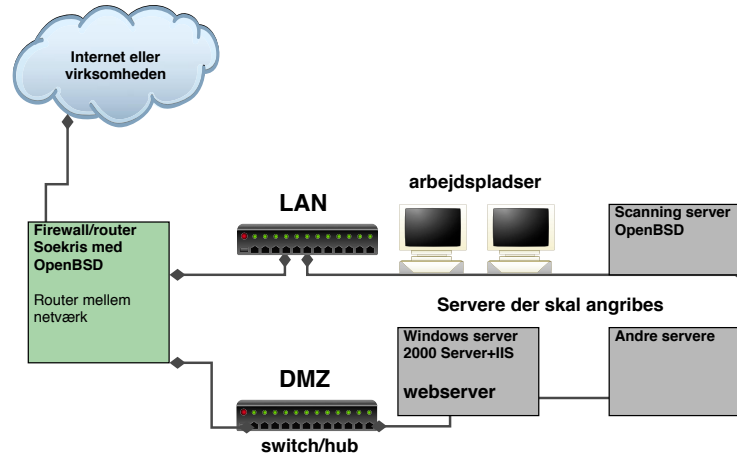 Internet eller
virksomheden
arbejdspladser
LAN
Firewall/router
Soekris med
OpenBSD
Router mellem
netværk
Scanning server
OpenBSD
Servere der skal angribes
Windows server
2000 Server+IIS
webserver
Andre servere
DMZ
switch/hub